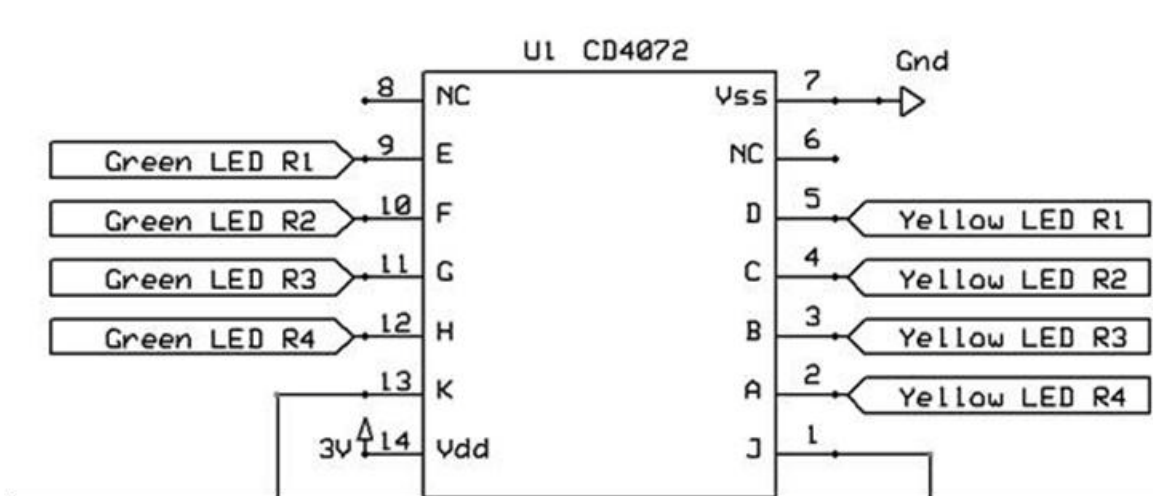 U1 CD4072
Gnd
8 NC Vss 7
Green LED R1 9 E NC 6
Green LED R2 10 F D 5 Yellow LED R1
Green LED R3 11 G C 4 Yellow LED R2
Green LED R4 12 H B 3 Yellow LED R3
13 K A 2 Yellow LED R4
3V 14 Vdd J 1